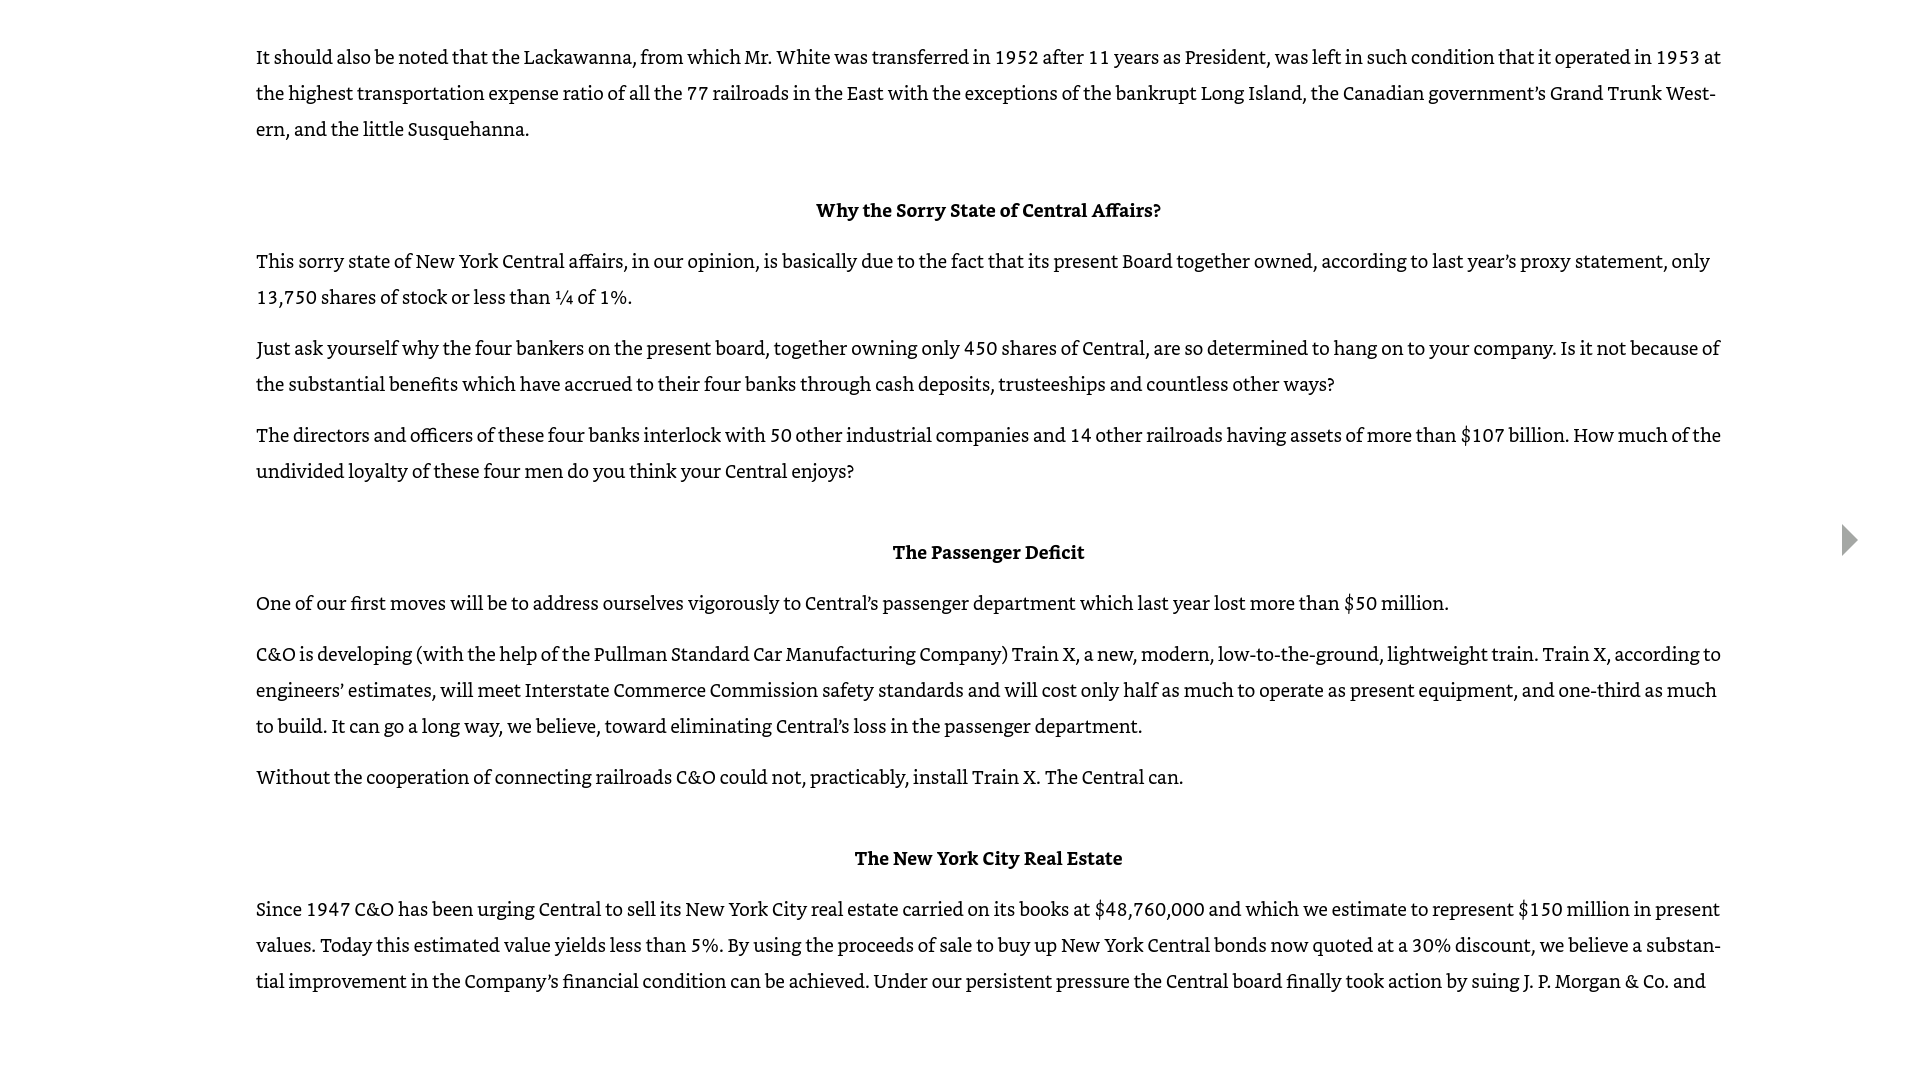 It should also be noted that the Lackawanna, from which Mr. White was transferred in 1952 after 11 years as President, was left in such condition that it operated in 1953 at
the highest transportation expense ratio of all the 77 railroads in the East with the exceptions of the bankrupt Long Island, the Canadian government’s Grand Trunk West-
ern, and the little Susquehanna.
Why the Sorry State of Central Affairs?
This sorry state of New York Central affairs, in our opinion, is basically due to the fact that its present Board together owned, according to last year’s proxy statement, only
13,750 shares of stock or less than ¼ of 1%.
Just ask yourself why the four bankers on the present board, together owning only 450 shares of Central, are so determined to hang on to your company. Is it not because of
the substantial benefits which have accrued to their four banks through cash deposits, trusteeships and countless other ways?
The directors and officers of these four banks interlock with 50 other industrial companies and 14 other railroads having assets of more than $107 billion. How much of the
undivided loyalty of these four men do you think your Central enjoys?
The Passenger Deficit
One of our first moves will be to address ourselves vigorously to Central’s passenger department which last year lost more than $50 million.
C&O is developing (with the help of the Pullman Standard Car Manufacturing Company) Train X, a new, modern, low-to-the-ground, lightweight train. Train X, according to
engineers’ estimates, will meet Interstate Commerce Commission safety standards and will cost only half as much to operate as present equipment, and one-third as much
to build. It can go a long way, we believe, toward eliminating Central’s loss in the passenger department.
Without the cooperation of connecting railroads C&O could not, practicably, install Train X. The Central can.
The New York City Real Estate
Since 1947 C&O has been urging Central to sell its New York City real estate carried on its books at $48,760,000 and which we estimate to represent $150 million in present
values. Today this estimated value yields less than 5%. By using the proceeds of sale to buy up New York Central bonds now quoted at a 30% discount, we believe a substan-
tial improvement in the Company’s financial condition can be achieved. Under our persistent pressure the Central board finally took action by suing J. P. Morgan & Co. and